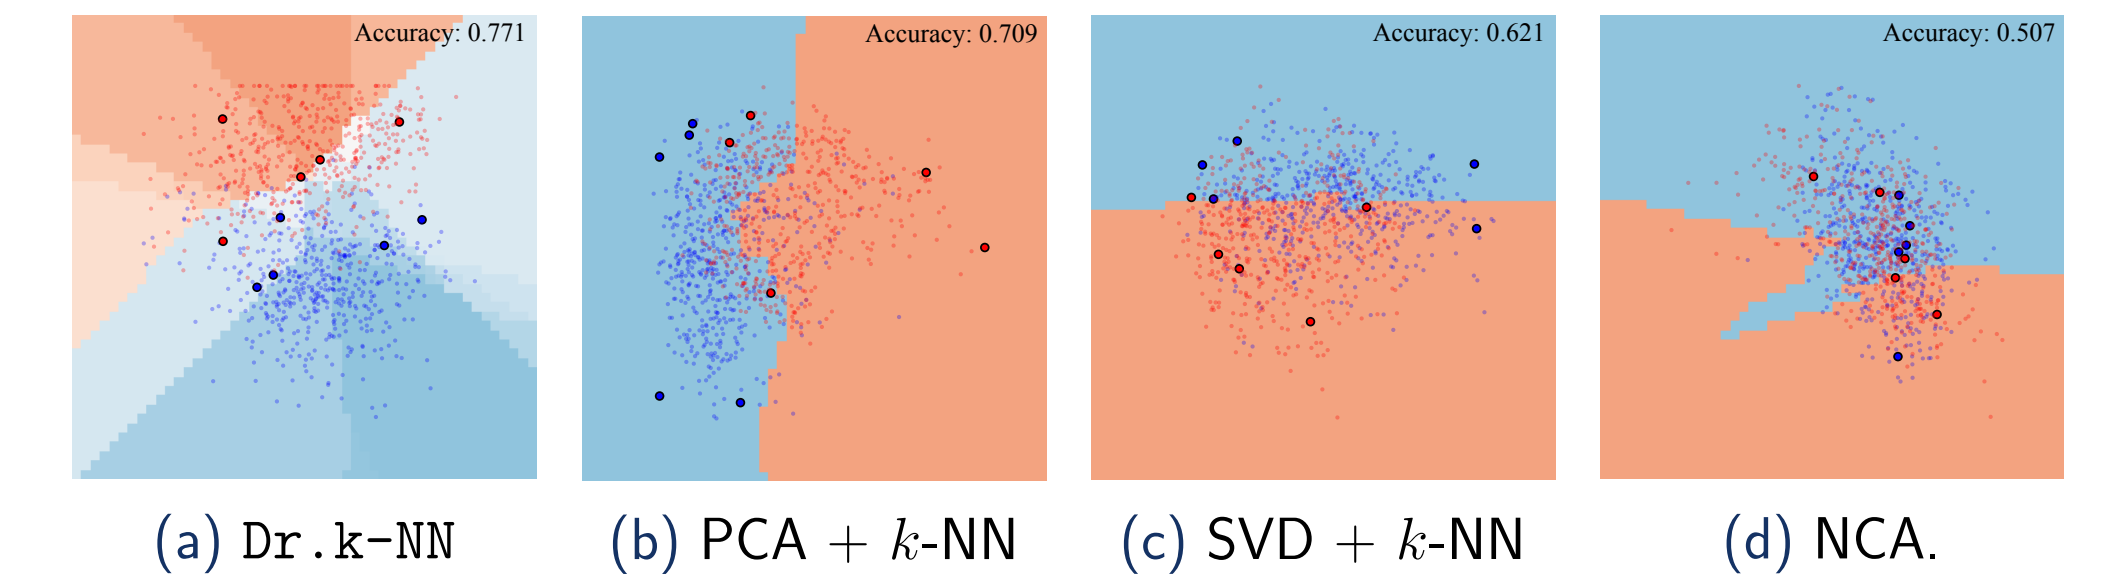 Accuracy: 0.771
Accuracy: 0.709
Accuracy: 0.621
Accuracy: 0.507
(a) Dr.k-NN
(b) PCA + k-NN
(c) SVD + k-NN
(d) NCA.